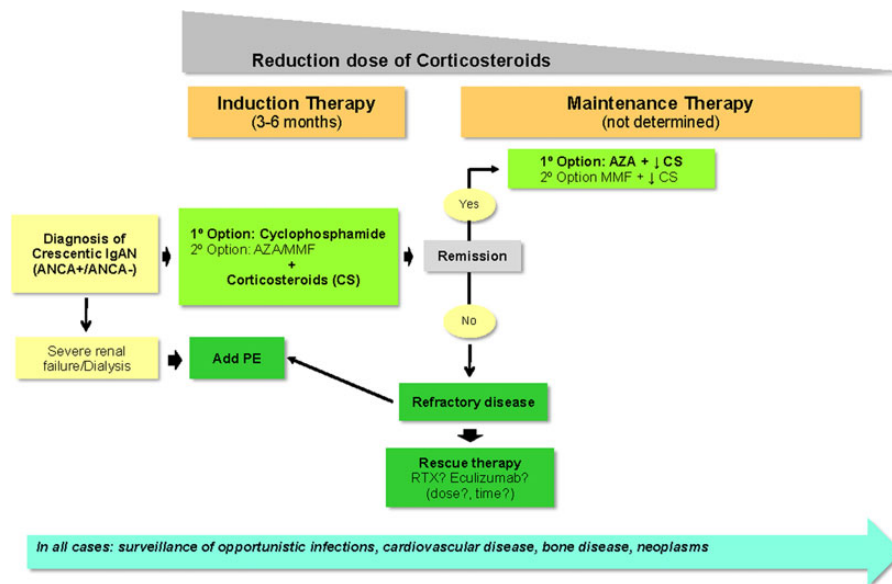 Reduction dose of Corticosteroids
Induction Therapy
(3-6 months)
Maintenance Therapy
(not determined)
1º Option: AZA + ↓ CS
2º Option MMF + ↓ CS
Yes
Diagnosis of
Crescentic IgAN
(ANCA+/ANCA-)
1º Option: Cyclophosphamide
2º Option: AZA/MMF
+
Corticosteroids (CS)
Remission
No
Severe renal
failure/Dialysis
Add PE
Refractory disease
Rescue therapy
RTX? Eculizumab?
(dose?, time?)
In all cases: surveillance of opportunistic infections, cardiovascular disease, bone disease, neoplasms